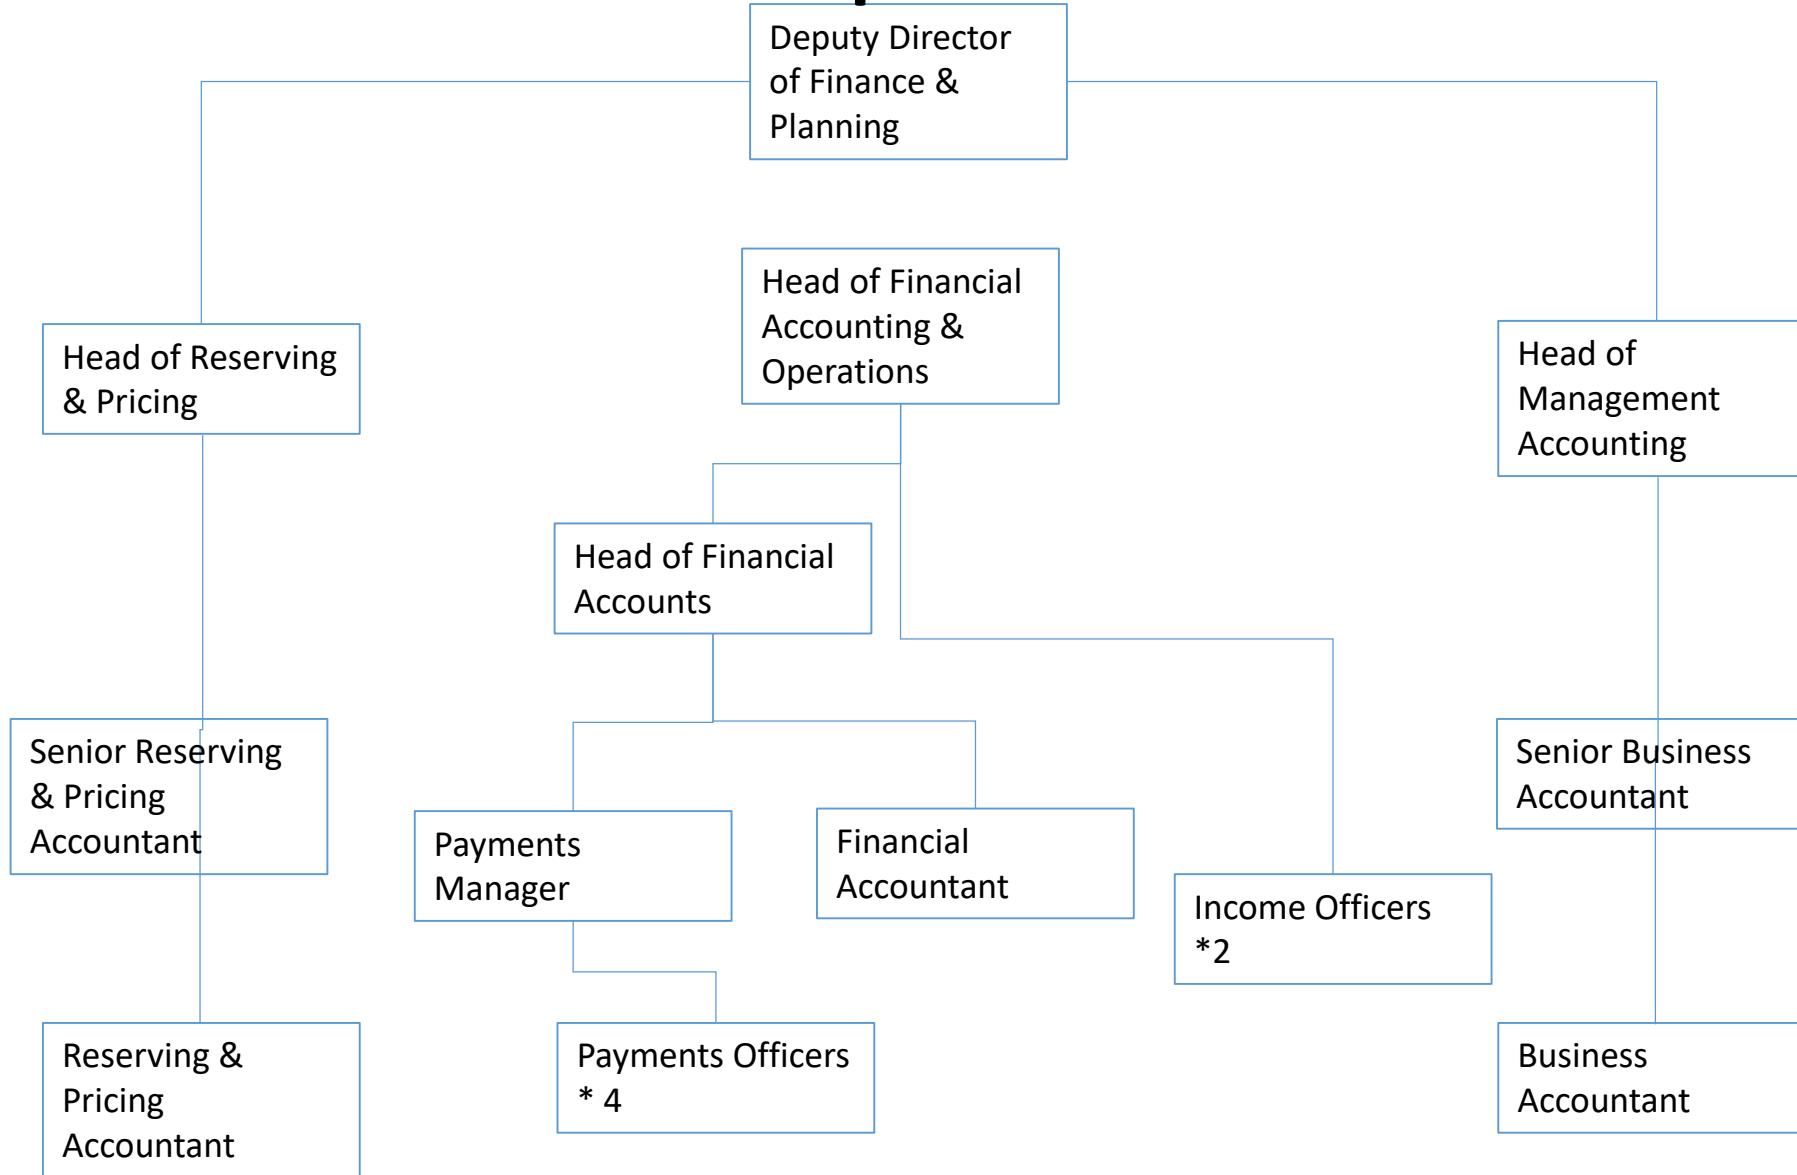 Deputy Director
of Finance &
Planning
Head of Financial
Accounting &
Operations
Head of Reserving
& Pricing
Head of
Management
Accounting
Head of Financial
Accounts
Senior Reserving
& Pricing
Accountant
Senior Business
Accountant
Payments
Manager
Financial
Accountant
Income Officers
*2
Reserving &
Pricing
Accountant
Payments Officers
* 4
Business
Accountant